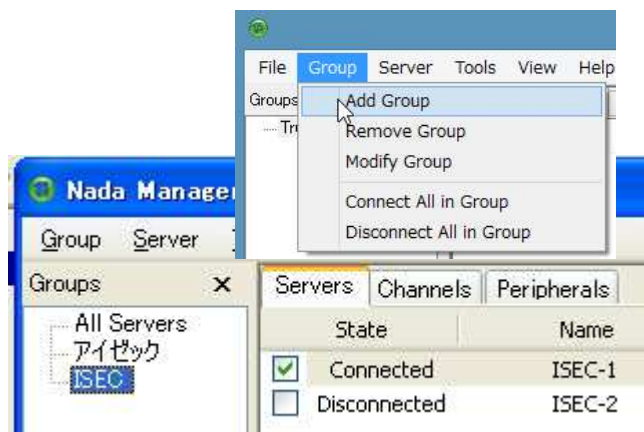 File Group Server Tools View Help
Groups
Add Group
Remove Group
Modify Group
Connect All in Group
Disconnect All in Group
Nada Manager
Group Server
Groups
All Servers
アイゼック
ISEC
Servers Channels Peripherals
State Name
Connected ISEC-1
Disconnected ISEC-2